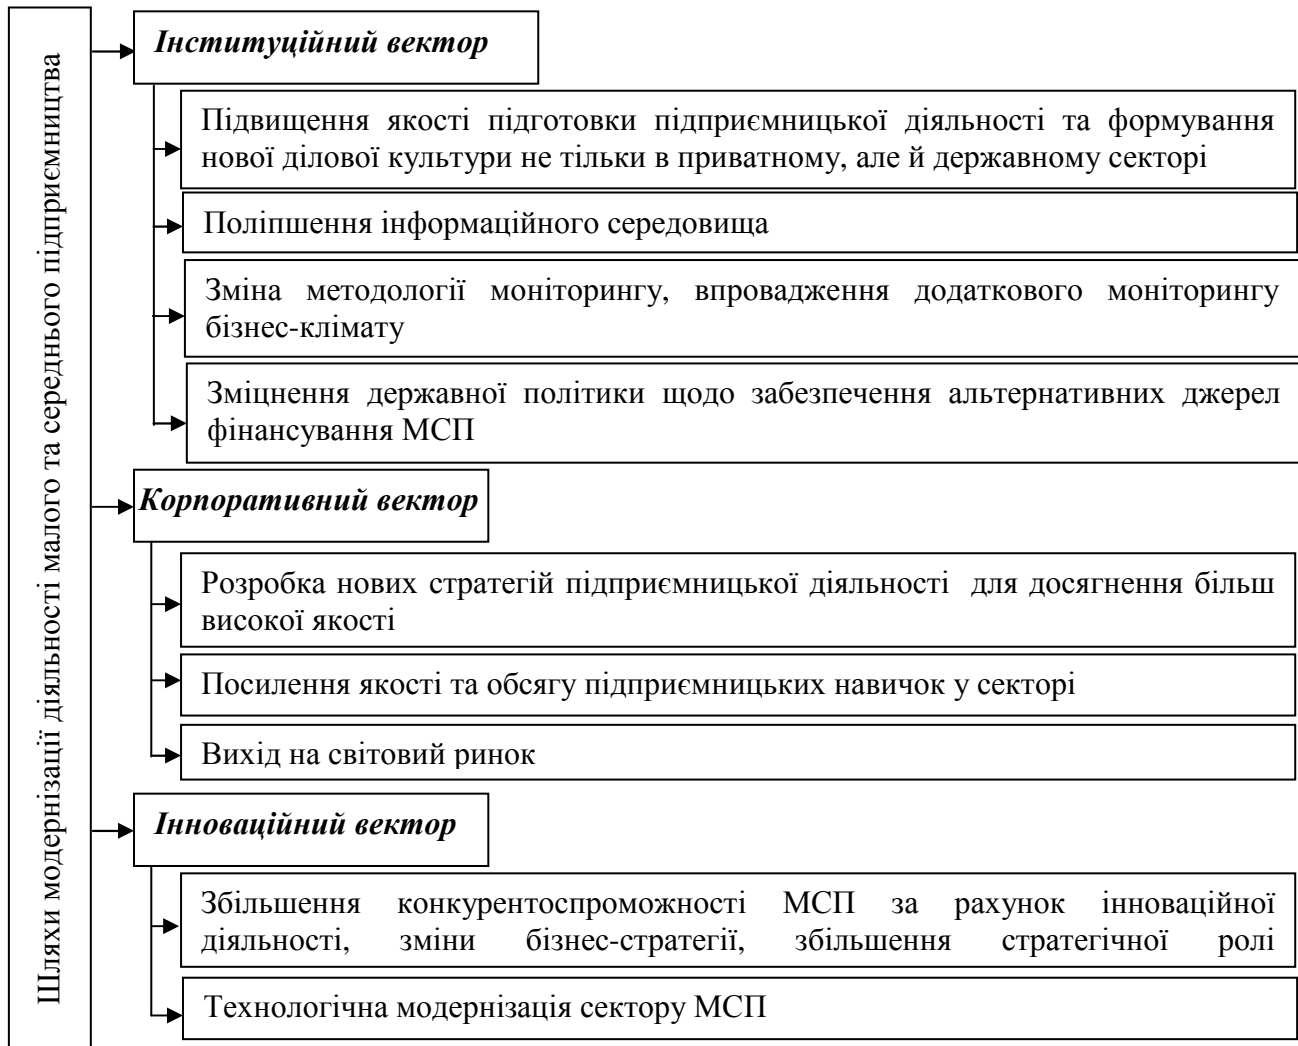 Шляхи модернізації діяльності малого та середнього підприємництва
Інституційний вектор
Підвищення якості підготовки підприємницької діяльності та формування
нової ділової культури не тільки в приватному, але й державному секторі
Поліпшення інформаційного середовища
Зміна методології моніторингу, впровадження додаткового моніторингу
бізнес-клімату
Зміцнення державної політики щодо забезпечення альтернативних джерел
фінансування МСП
Корпоративний вектор
Розробка нових стратегій підприємницької діяльності для досягнення більш
високої якості
Посилення якості та обсягу підприємницьких навичок у секторі
Вихід на світовий ринок
Інноваційний вектор
Збільшення конкурентоспроможності МСП за рахунок інноваційної
діяльності, зміни бізнес-стратегії, збільшення стратегічної ролі
Технологічна модернізація сектору МСП